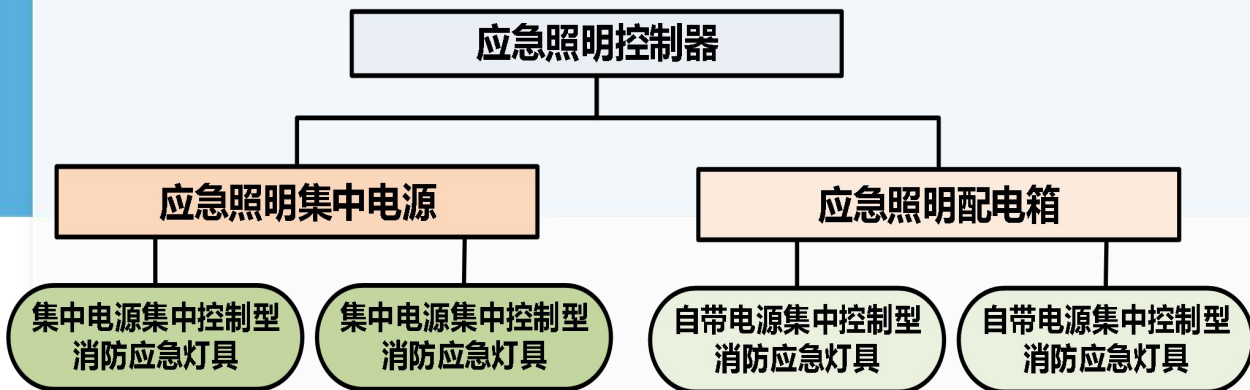 应急照明控制器
应急照明集中电源
应急照明配电箱
集中电源集中控制型
消防应急灯具
集中电源集中控制型
消防应急灯具
自带电源集中控制型
消防应急灯具
自带电源集中控制型
消防应急灯具